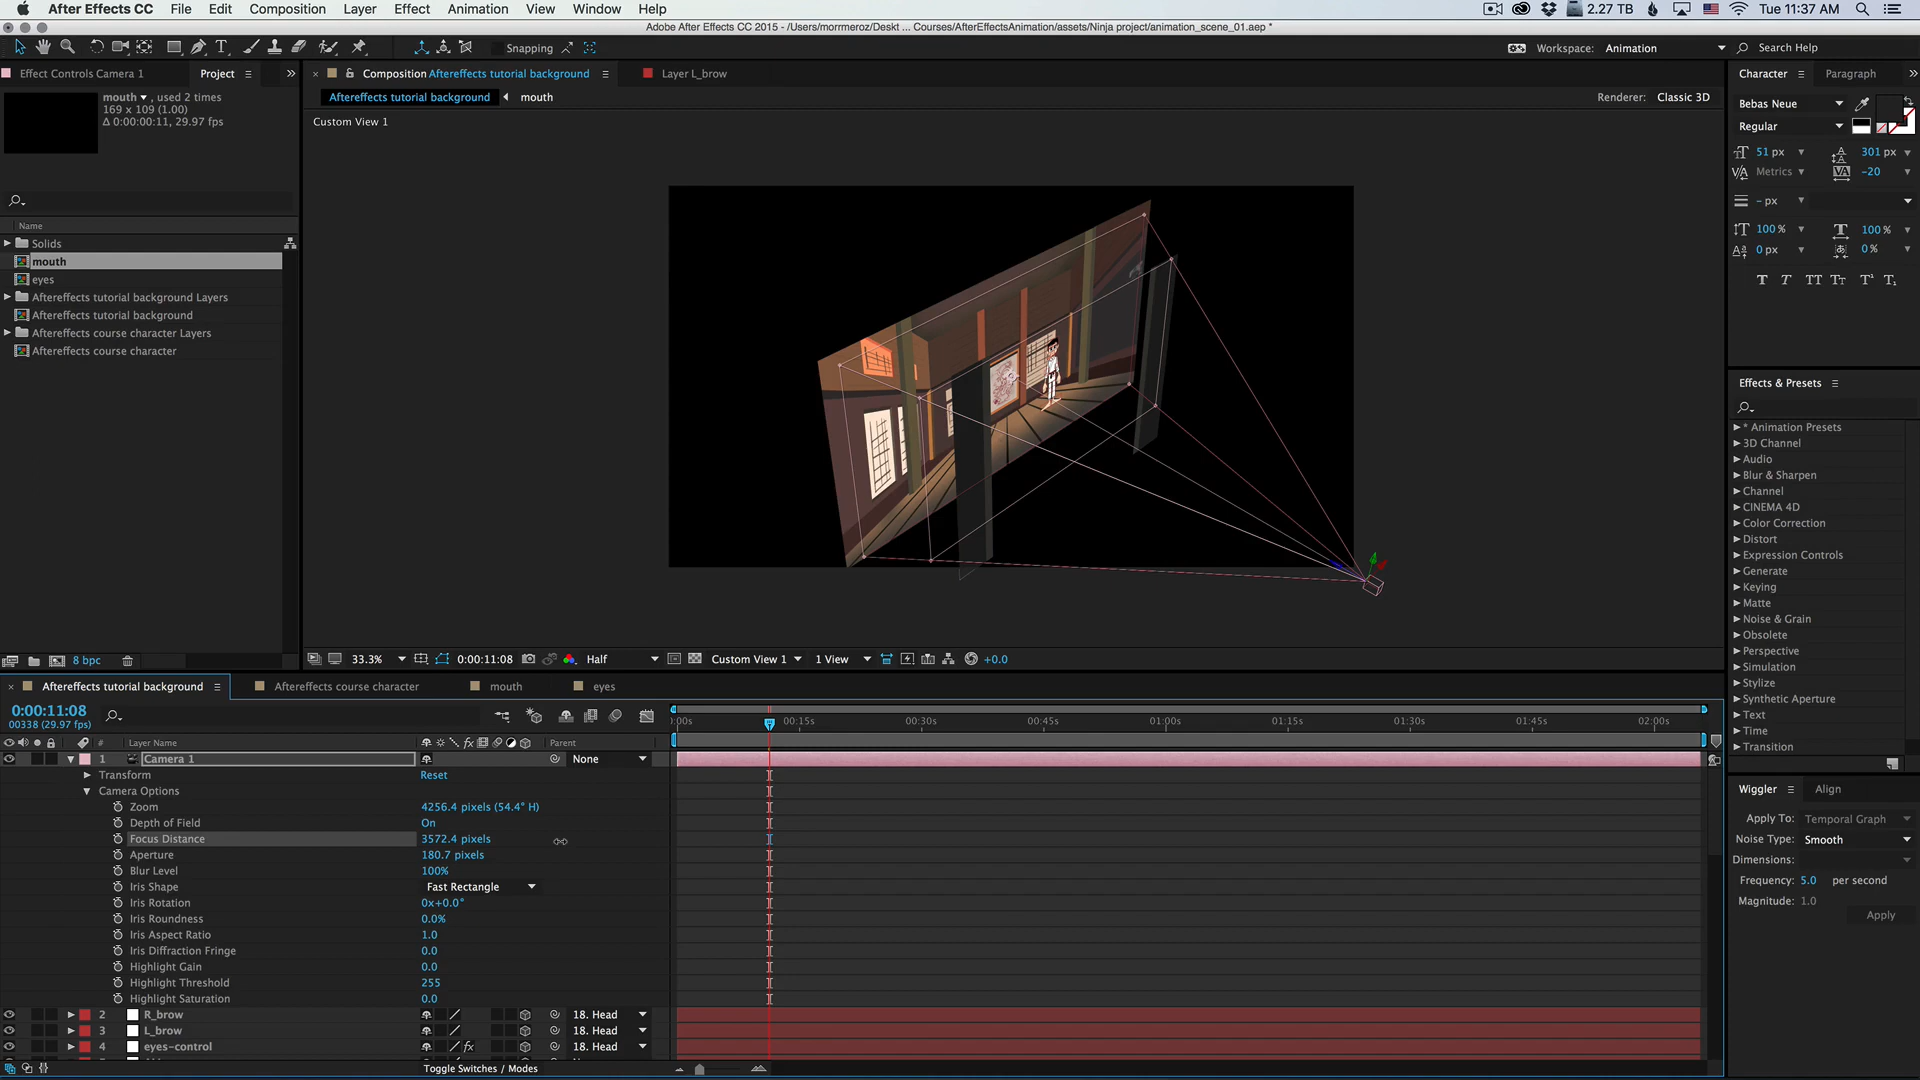 After Effects CC File Edit Composition Layer Effect Animation View Window Help 2.27 TB Tue 11:37 AM
Adobe After Effects CC 2015 - /Users/morrmeroz/Deskt ... Courses/AfterEffectsAnimation/assets/Ninja project/animation_scene_01.aep *
Snapping Workspace: Animation Search Help
Effect Controls Camera 1 Project Composition Aftereffects tutorial background Layer L_brow Character Paragraph
mouth , used 2 times
169 x 109 (1.00)
Δ 0:00:00:11, 29.97 fps
Aftereffects tutorial background mouth Renderer: Classic 3D
Custom View 1
Bebas Neue
Regular
51 px 301 px
Metrics -20
- px
100 % 100 %
0 px 0 %
Name
Solids
mouth
eyes
Aftereffects tutorial background Layers
Aftereffects tutorial background
Aftereffects course character Layers
Aftereffects course character
Effects & Presets
* Animation Presets
3D Channel
Audio
Blur & Sharpen
Channel
CINEMA 4D
Color Correction
Distort
Expression Controls
Generate
Keying
Matte
Noise & Grain
Obsolete
Perspective
Simulation
Stylize
Synthetic Aperture
Text
Time
Transition
8 bpc 33.3% 0:00:11:08 Half Custom View 1 1 View +0.0
Aftereffects tutorial background Aftereffects course character mouth eyes
0:00:11:08
00338 (29.97 fps)
:00s 00:15s 00:30s 00:45s 01:00s 01:15s 01:30s 01:45s 02:00s
# Layer Name Parent
1 Camera 1 None
Transform Reset
Camera Options
Zoom 4256.4 pixels (54.4° H)
Depth of Field On
Focus Distance 3572.4 pixels
Aperture 180.7 pixels
Blur Level 100%
Iris Shape Fast Rectangle
Iris Rotation 0x+0.0°
Iris Roundness 0.0%
Iris Aspect Ratio 1.0
Iris Diffraction Fringe 0.0
Highlight Gain 0.0
Highlight Threshold 255
Highlight Saturation 0.0
2 R_brow 18. Head
3 L_brow 18. Head
4 eyes-control 18. Head
Toggle Switches / Modes
Wiggler Align
Apply To: Temporal Graph
Noise Type: Smooth
Dimensions:
Frequency: 5.0 per second
Magnitude: 1.0
Apply